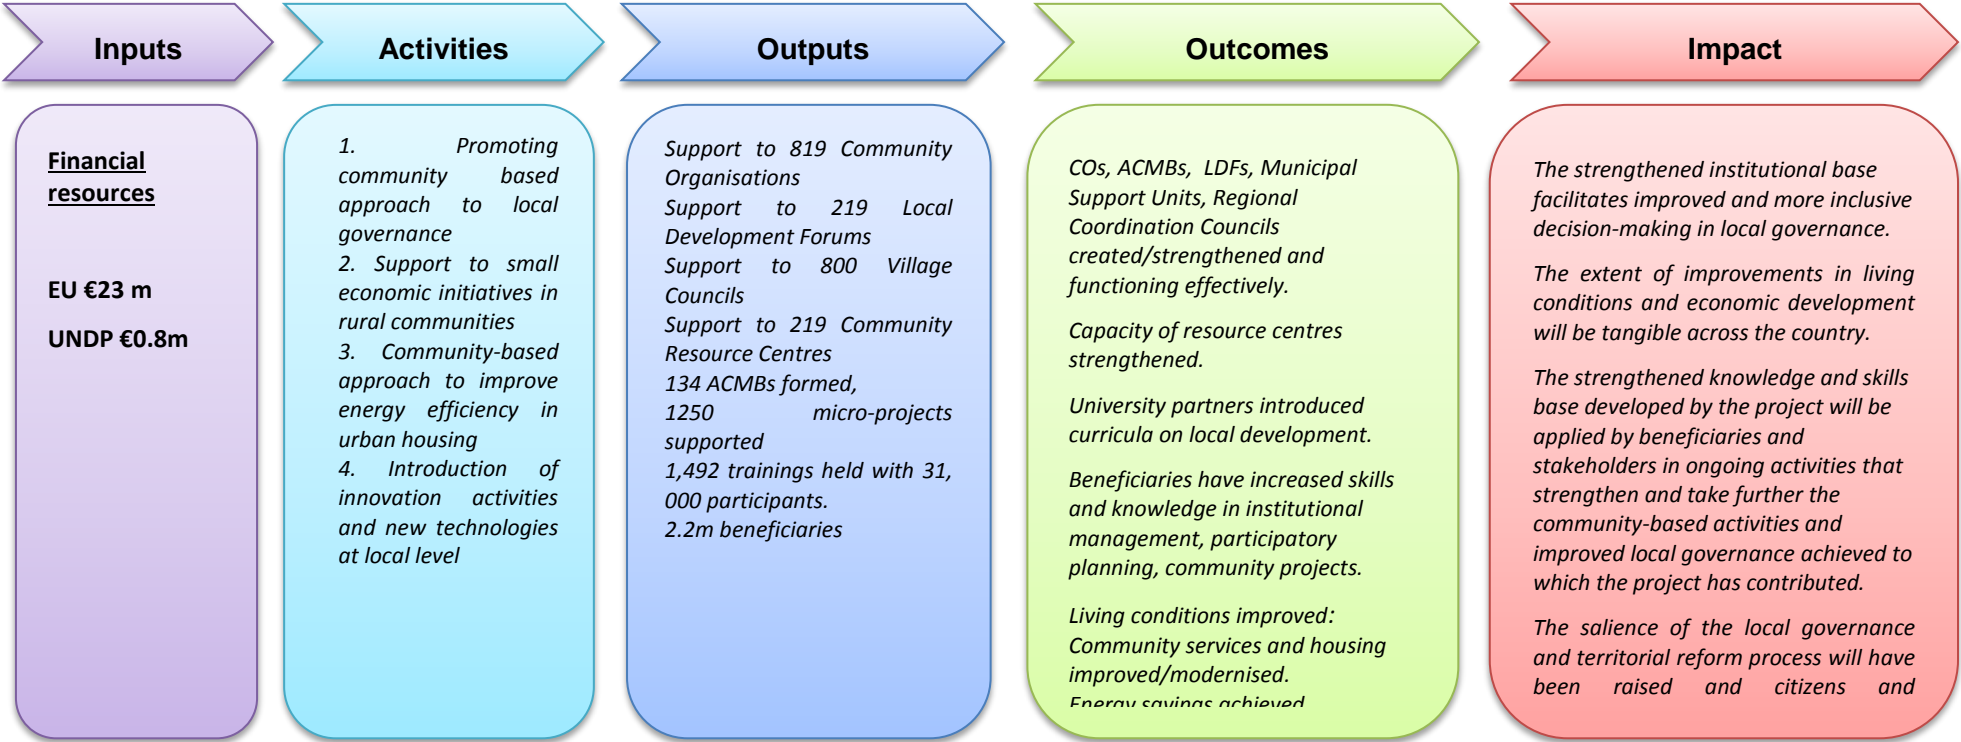 Inputs
Activities
Outputs
Outcomes
Impact
Financial
resources
EU €23 m
UNDP €0.8m
1. Promoting
community based
approach to local
governance
2. Support to small
economic initiatives in
rural communities
3. Community-based
approach to improve
energy efficiency in
urban housing
4. Introduction of
innovation activities
and new technologies
at local level
Support to 819 Community
Organisations
Support to 219 Local
Development Forums
Support to 800 Village
Councils
Support to 219 Community
Resource Centres
134 ACMBs formed,
1250 micro-projects
supported
1,492 trainings held with 31,
000 participants.
2.2m beneficiaries
COs, ACMBs, LDFs, Municipal
Support Units, Regional
Coordination Councils
created/strengthened and
functioning effectively.
Capacity of resource centres
strengthened.
University partners introduced
curricula on local development.
Beneficiaries have increased skills
and knowledge in institutional
management, participatory
planning, community projects.
Living conditions improved:
Community services and housing
improved/modernised.
Energy savings achieved
The strengthened institutional base
facilitates improved and more inclusive
decision-making in local governance.
The extent of improvements in living
conditions and economic development
will be tangible across the country.
The strengthened knowledge and skills
base developed by the project will be
applied by beneficiaries and
stakeholders in ongoing activities that
strengthen and take further the
community-based activities and
improved local governance achieved to
which the project has contributed.
The salience of the local governance
and territorial reform process will have
been raised and citizens and